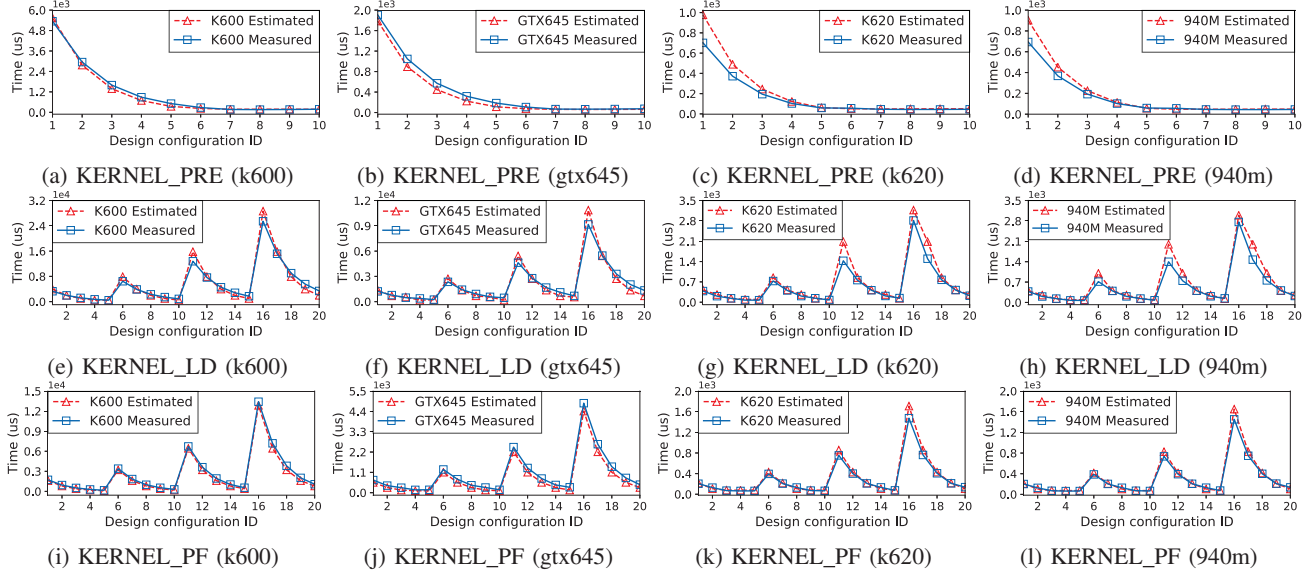 1e3
6.0
4.8
3.6
2.4
1.2
0.0
Time (us)
K600 Estimated
K600 Measured
1 2 3 4 5 6 7 8 9 10
Design configuration ID
(a) KERNEL_PRE (k600)
1e3
2.0
1.6
1.2
0.8
0.4
0.0
Time (us)
GTX645 Estimated
GTX645 Measured
1 2 3 4 5 6 7 8 9 10
Design configuration ID
(b) KERNEL_PRE (gtx645)
1e3
1.0
0.8
0.6
0.4
0.2
0.0
Time (us)
K620 Estimated
K620 Measured
1 2 3 4 5 6 7 8 9 10
Design configuration ID
(c) KERNEL_PRE (k620)
1e3
1.0
0.8
0.6
0.4
0.2
0.0
Time (us)
940M Estimated
940M Measured
1 2 3 4 5 6 7 8 9 10
Design configuration ID
(d) KERNEL_PRE (940m)
1e4
3.2
2.4
1.6
0.8
0.0
Time (us)
K600 Estimated
K600 Measured
2 4 6 8 10 12 14 16 18 20
Design configuration ID
(e) KERNEL_LD (k600)
1e4
1.2
0.9
0.6
0.3
0.0
Time (us)
GTX645 Estimated
GTX645 Measured
2 4 6 8 10 12 14 16 18 20
Design configuration ID
(f) KERNEL_LD (gtx645)
1e3
3.5
2.8
2.1
1.4
0.7
0.0
Time (us)
K620 Estimated
K620 Measured
2 4 6 8 10 12 14 16 18 20
Design configuration ID
(g) KERNEL_LD (k620)
1e3
3.5
2.8
2.1
1.4
0.7
0.0
Time (us)
940M Estimated
940M Measured
2 4 6 8 10 12 14 16 18 20
Design configuration ID
(h) KERNEL_LD (940m)
1e4
1.5
1.2
0.9
0.6
0.3
0.0
Time (us)
K600 Estimated
K600 Measured
2 4 6 8 10 12 14 16 18 20
Design configuration ID
(i) KERNEL_PF (k600)
1e3
5.5
4.4
3.3
2.2
1.1
0.0
Time (us)
GTX645 Estimated
GTX645 Measured
2 4 6 8 10 12 14 16 18 20
Design configuration ID
(j) KERNEL_PF (gtx645)
1e3
2.0
1.6
1.2
0.8
0.4
0.0
Time (us)
K620 Estimated
K620 Measured
2 4 6 8 10 12 14 16 18 20
Design configuration ID
(k) KERNEL_PF (k620)
1e3
2.0
1.6
1.2
0.8
0.4
0.0
Time (us)
940M Estimated
940M Measured
2 4 6 8 10 12 14 16 18 20
Design configuration ID
(l) KERNEL_PF (940m)